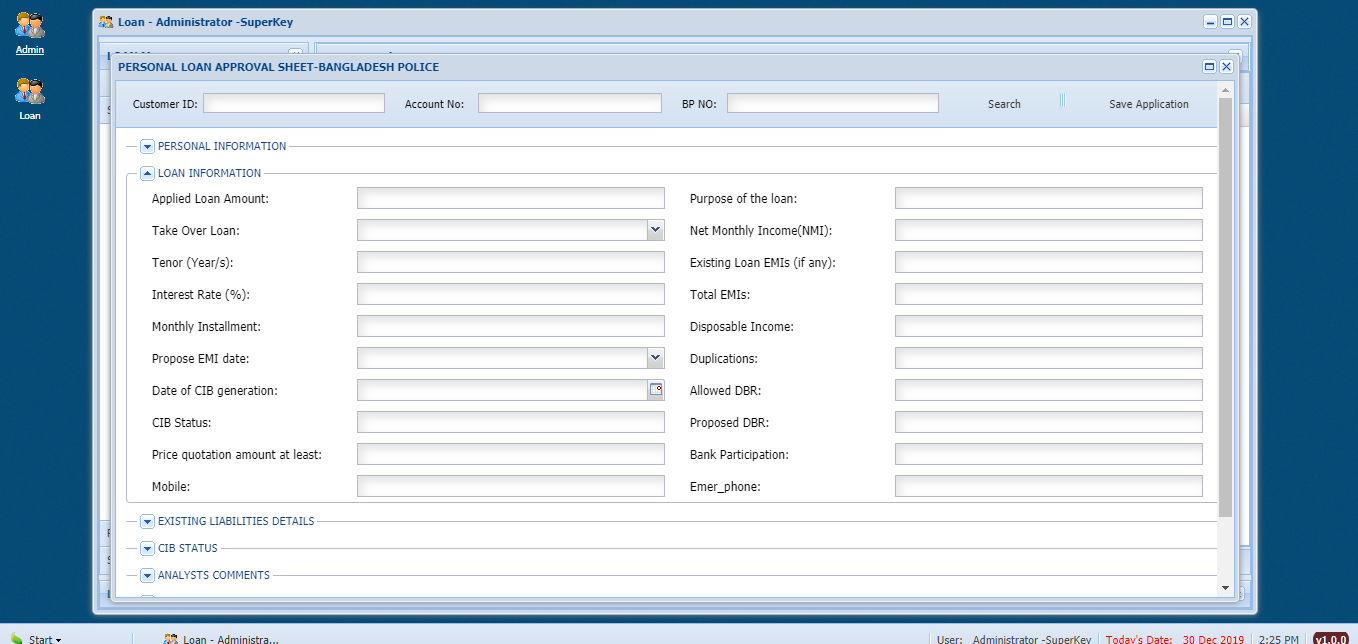 Admin
Loan
Loan - Administrator -SuperKey
PERSONAL LOAN APPROVAL SHEET-BANGLADESH POLICE
Customer ID: Account No: BP NO: Search Save Application
PERSONAL INFORMATION
LOAN INFORMATION
Applied Loan Amount: Purpose of the loan:
Take Over Loan: Net Monthly Income(NMI):
Tenor (Year/s): Existing Loan EMIs (if any):
Interest Rate (%): Total EMIs:
Monthly Installment: Disposable Income:
Propose EMI date: Duplications:
Date of CIB generation: Allowed DBR:
CIB Status: Proposed DBR:
Price quotation amount at least: Bank Participation:
Mobile: Emer_phone:
EXISTING LIABILITIES DETAILS
CIB STATUS
ANALYSTS COMMENTS
Start Loan - Administra... User: Administrator -SuperKey Today's Date: 30 Dec 2019 2:25 PM v1.0.0